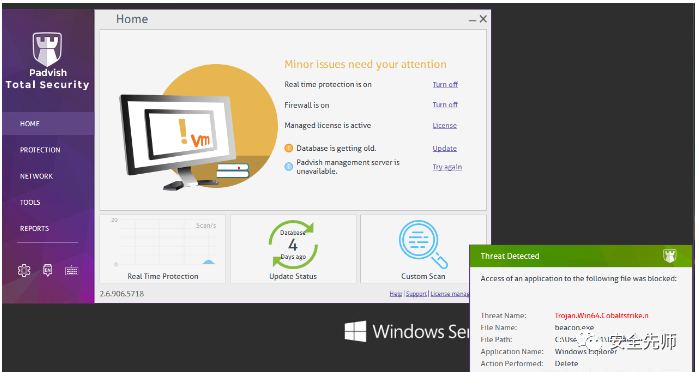 Home
Padvish
Total Security
HOME
PROTECTION
NETWORK
TOOLS
REPORTS
EN
Minor issues need your attention
Real time protection is on Turn off
Firewall is on Turn off
Managed license is active License
Database is getting old. Update
Padvish management server is
unavailable. Try again
vm
20
Scan/s
0
Real Time Protection
Database
4
Days ago
Update Status
Custom Scan
2.6.906.5718
Help | Support | License manag
Windows Ser
Threat Detected
Access of an application to the following file was blocked:
Threat Name: Trojan.Win64.Cobaltstrike.n
File Name: beacon.exe
File Path: C:\Use
Application Name: Windows Explorer
Action Performed: Delete
安全先师